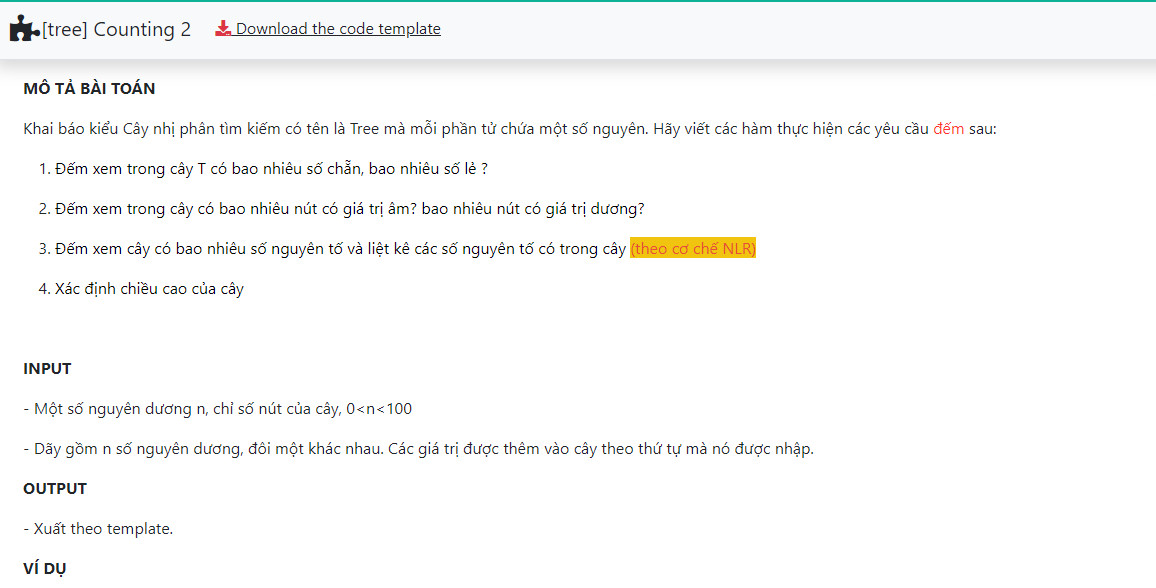 [tree] Counting 2 Download the code template
MÔ TẢ BÀI TOÁN
Khai báo kiểu Cây nhị phân tìm kiếm có tên là Tree mà mỗi phần tử chứa một số nguyên. Hãy viết các hàm thực hiện các yêu cầu đếm sau:
1. Đếm xem trong cây T có bao nhiêu số chẵn, bao nhiêu số lẻ ?
2. Đếm xem trong cây có bao nhiêu nút có giá trị âm? bao nhiêu nút có giá trị dương?
3. Đếm xem cây có bao nhiêu số nguyên tố và liệt kê các số nguyên tố có trong cây (theo cơ chế NLR)
4. Xác định chiều cao của cây
INPUT
- Một số nguyên dương n, chỉ số nút của cây, 0<n<100
- Dãy gồm n số nguyên dương, đôi một khác nhau. Các giá trị được thêm vào cây theo thứ tự mà nó được nhập.
OUTPUT
- Xuất theo template.
VÍ DỤ